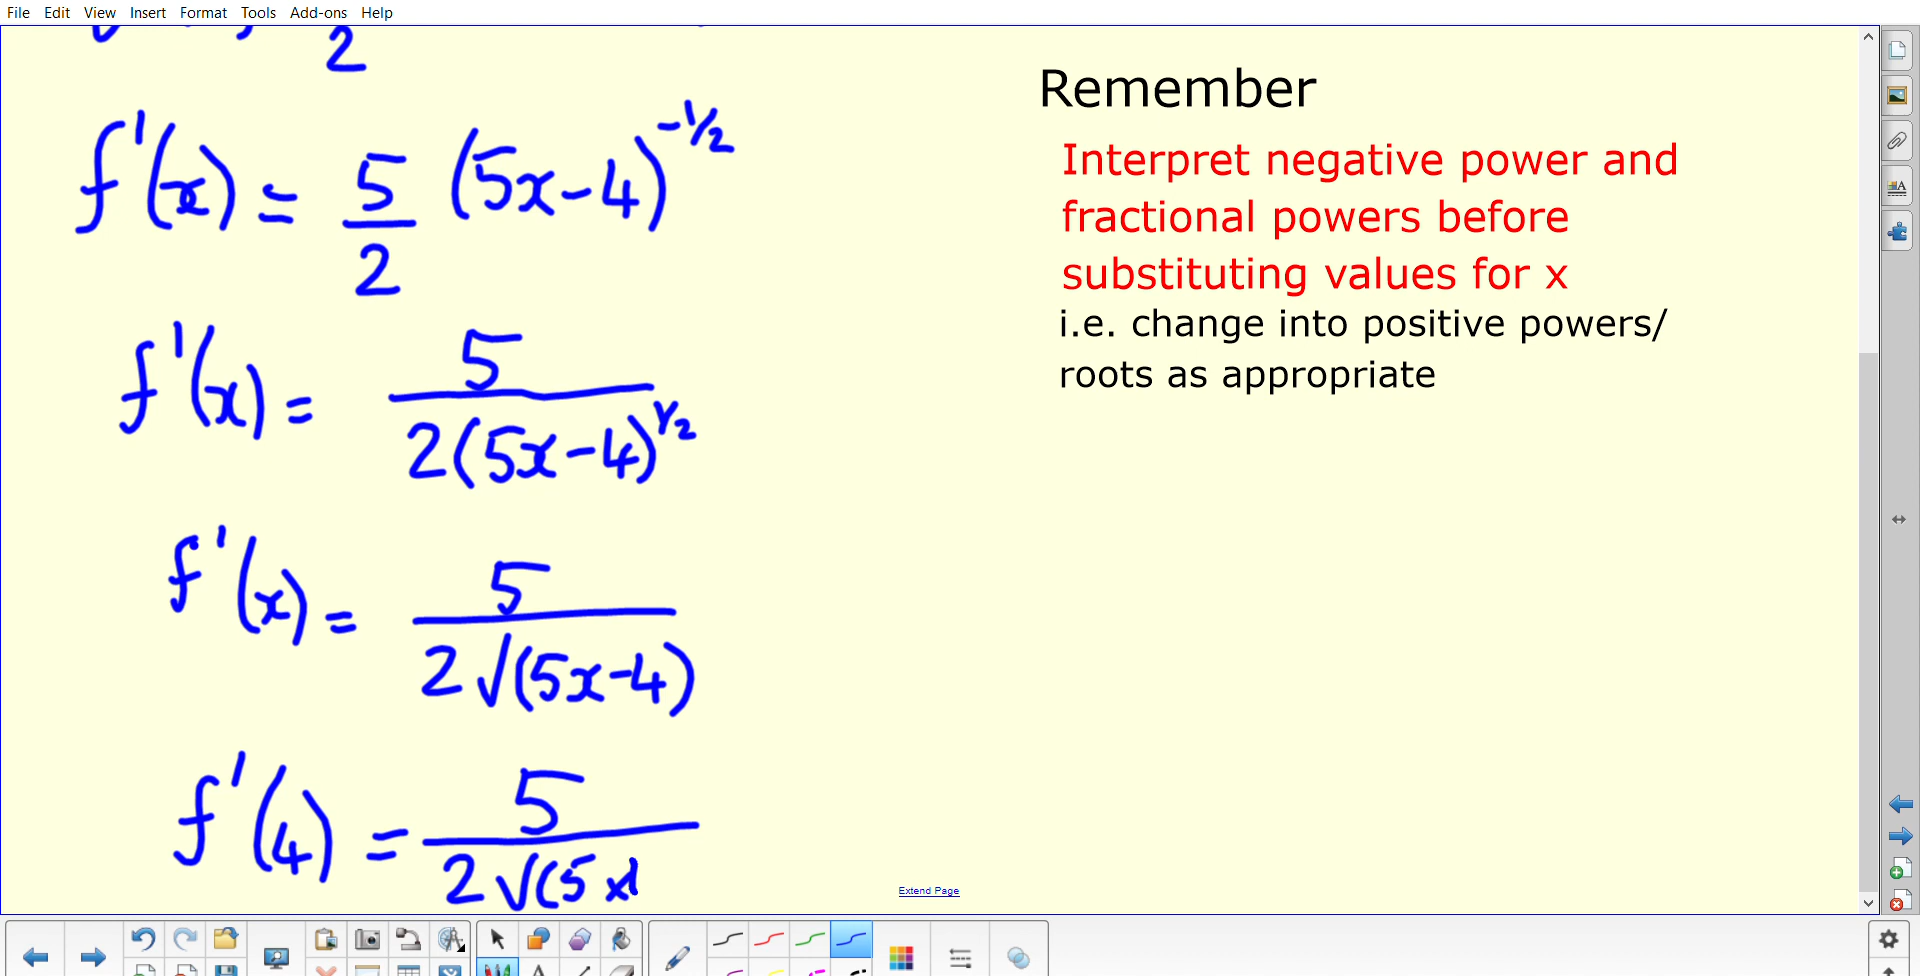 File Edit View Insert Format Tools Add-ons Help
2
f'(x) = 5/2 (5x-4)^-1/2
f'(x) = 5/2(5x-4)^1/2
f'(x) = 5/2√(5x-4)
f'(4) = 5/2√(5x
Remember
Interpret negative power and
fractional powers before
substituting values for x
i.e. change into positive powers/
roots as appropriate
Extend Page